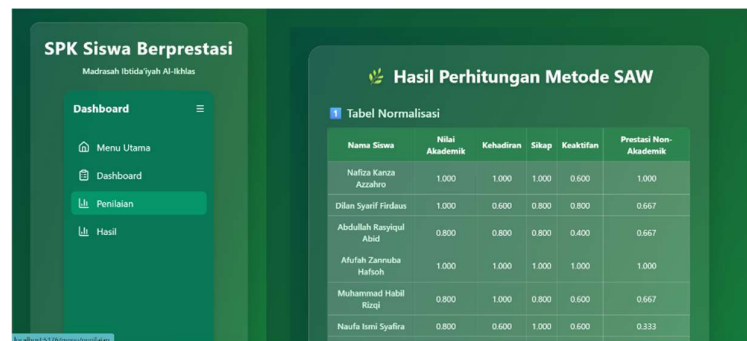 SPK Siswa Berprestasi
Madrasah Ibtida'iyah Al-Ikhlas
Dashboard
Menu Utama
Dashboard
Penilaian
Hasil
Hasil Perhitungan Metode SAW
1 Tabel Normalisasi
Nama Siswa Nilai Akademik Kehadiran Sikap Keaktifan Prestasi Non-Akademik
Nafiza Kanza Azzahro 1.000 1.000 1.000 0.600 1.000
Dilan Syarif Firdaus 1.000 0.600 0.800 0.800 0.667
Abdullah Rasyiqul Abid 0.800 0.800 0.800 0.400 0.667
Afufah Zannuba Hafsoh 1.000 1.000 1.000 1.000 1.000
Muhammad Habil Rizqi 0.800 1.000 0.800 0.600 0.667
Naufa Ismi Syafira 0.800 0.600 1.000 0.600 0.333